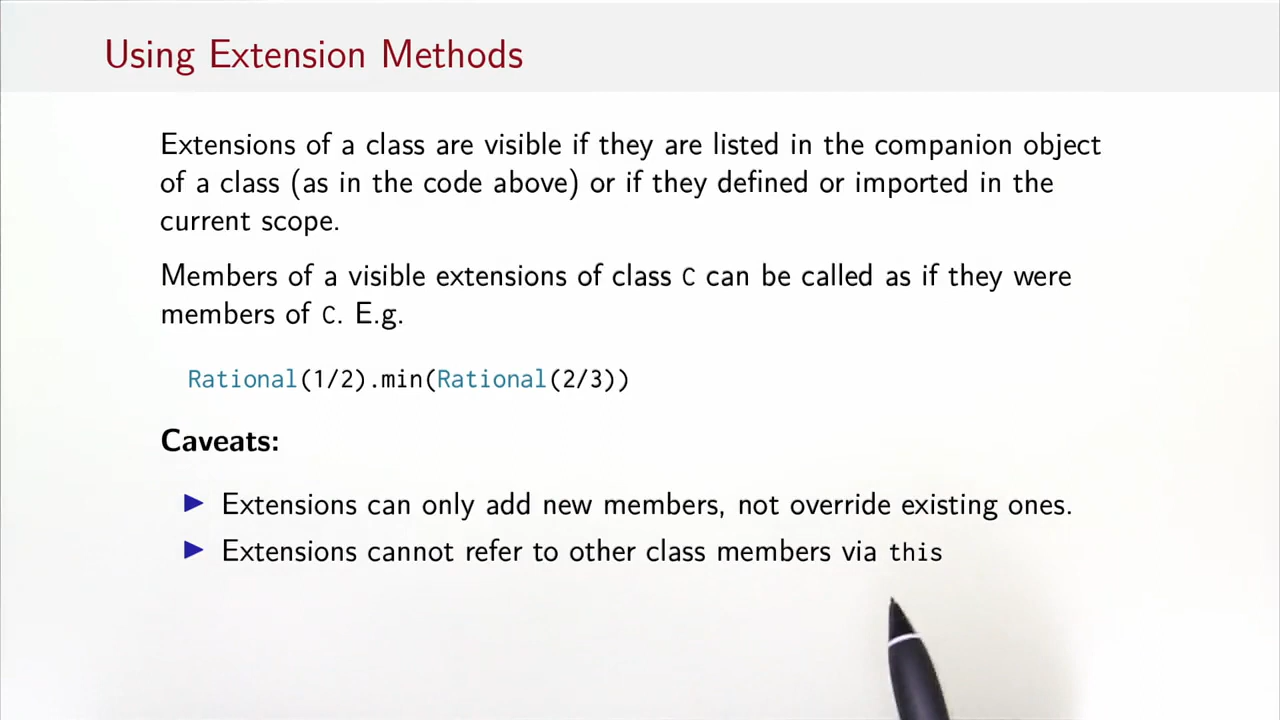 Using Extension Methods
Extensions of a class are visible if they are listed in the companion object
of a class (as in the code above) or if they defined or imported in the
current scope.
Members of a visible extensions of class C can be called as if they were
members of C. E.g.
Rational(1/2).min(Rational(2/3))
Caveats:
▶ Extensions can only add new members, not override existing ones.
▶ Extensions cannot refer to other class members via this